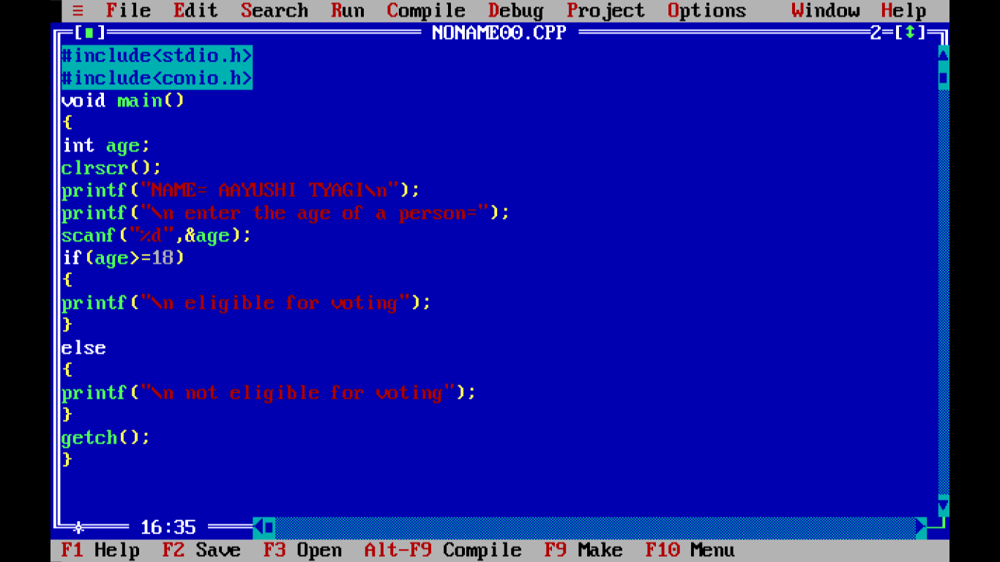 ≡ File Edit Search Run Compile Debug Project Options Window Help
[■] NONAME00.CPP 2=[↕]
#include<stdio.h>
#include<conio.h>
void main()
{
int age;
clrscr();
printf("NAME= AAYUSHI TYAGI\n");
printf("\n enter the age of a person=");
scanf("%d",&age);
if(age>=18)
{
printf("\n eligible for voting");
}
else
{
printf("\n not eligible for voting");
}
getch();
}
16:35
F1 Help F2 Save F3 Open Alt-F9 Compile F9 Make F10 Menu